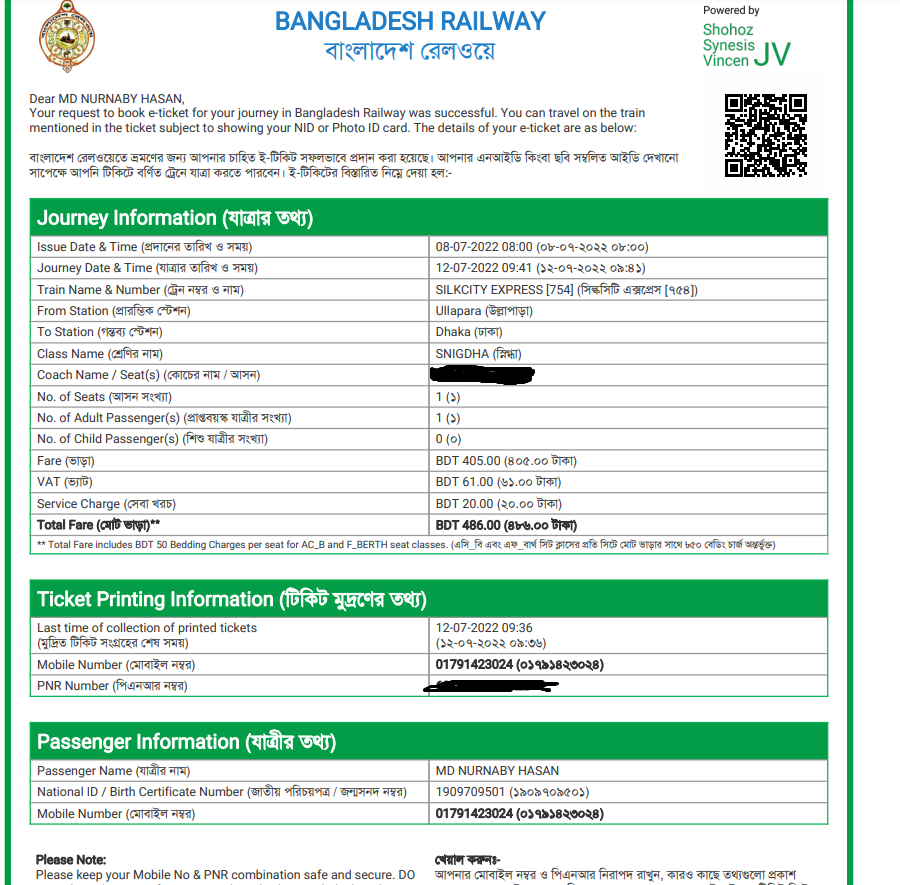 BANGLADESH RAILWAY
বাংলাদেশ রেলওয়ে
Powered by
Shohoz
Synesis
Vincen JV
Dear MD NURNABY HASAN,
Your request to book e-ticket for your journey in Bangladesh Railway was successful. You can travel on the train
mentioned in the ticket subject to showing your NID or Photo ID card. The details of your e-ticket are as below:
বাংলাদেশ রেলওয়েতে ভ্রমণের জন্য আপনার চাহিত ই-টিকিট সফলভাবে প্রদান করা হয়েছে। আপনার এনআইডি কিংবা ছবি সম্বলিত আইডি দেখানো
সাপেক্ষে আপনি টিকিটে বর্ণিত ট্রেনে যাত্রা করতে পারবেন। ই-টিকিটের বিস্তারিত নিম্নে দেয়া হল:-
Journey Information (যাত্রার তথ্য)
Issue Date & Time (প্রদানের তারিখ ও সময়) 08-07-2022 08:00 (০৮-০৭-২০২২ ০৮:০০)
Journey Date & Time (যাত্রার তারিখ ও সময়) 12-07-2022 09:41 (১২-০৭-২০২২ ০৯:৪১)
Train Name & Number (ট্রেন নম্বর ও নাম) SILKCITY EXPRESS [754] (সিল্কসিটি এক্সপ্রেস [৭৫৪])
From Station (প্রারম্ভিক স্টেশন) Ullapara (উল্লাপাড়া)
To Station (গন্তব্য স্টেশন) Dhaka (ঢাকা)
Class Name (শ্রেণির নাম) SNIGDHA (স্নিগ্ধা)
Coach Name / Seat(s) (কোচের নাম / আসন)
No. of Seats (আসন সংখ্যা) 1 (১)
No. of Adult Passenger(s) (প্রাপ্তবয়স্ক যাত্রীর সংখ্যা) 1 (১)
No. of Child Passenger(s) (শিশু যাত্রীর সংখ্যা) 0 (০)
Fare (ভাড়া) BDT 405.00 (৪০৫.০০ টাকা)
VAT (ভ্যাট) BDT 61.00 (৬১.০০ টাকা)
Service Charge (সেবা খরচ) BDT 20.00 (২০.০০ টাকা)
Total Fare (মোট ভাড়া)** BDT 486.00 (৪৮৬.০০ টাকা)
** Total Fare includes BDT 50 Bedding Charges per seat for AC_B and F_BERTH seat classes. (এসি_বি এবং এফ_বার্থ সিট ক্লাসের প্রতি সিটে মোট ভাড়ার সাথে ৳৫০ বেডিং চার্জ অন্তর্ভুক্ত)
Ticket Printing Information (টিকিট মুদ্রণের তথ্য)
Last time of collection of printed tickets 12-07-2022 09:36
(মুদ্রিত টিকিট সংগ্রহের শেষ সময়) (১২-০৭-২০২২ ০৯:৩৬)
Mobile Number (মোবাইল নম্বর) 01791423024 (০১৭৯১৪২৩০২৪)
PNR Number (পিএনআর নম্বর)
Passenger Information (যাত্রীর তথ্য)
Passenger Name (যাত্রীর নাম) MD NURNABY HASAN
National ID / Birth Certificate Number (জাতীয় পরিচয়পত্র / জন্মসনদ নম্বর) 1909709501 (১৯০৯৭০৯৫০১)
Mobile Number (মোবাইল নম্বর) 01791423024 (০১৭৯১৪২৩০২৪)
Please Note:
Please keep your Mobile No & PNR combination safe and secure. DO
খেয়াল করুনঃ-
আপনার মোবাইল নম্বর ও পিএনআর নিরাপদ রাখুন, কারও কাছে তথ্যগুলো প্রকাশ